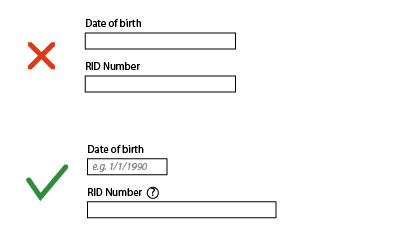 Date of birth
RID Number
Date of birth
e.g. 1/1/1990
RID Number ?